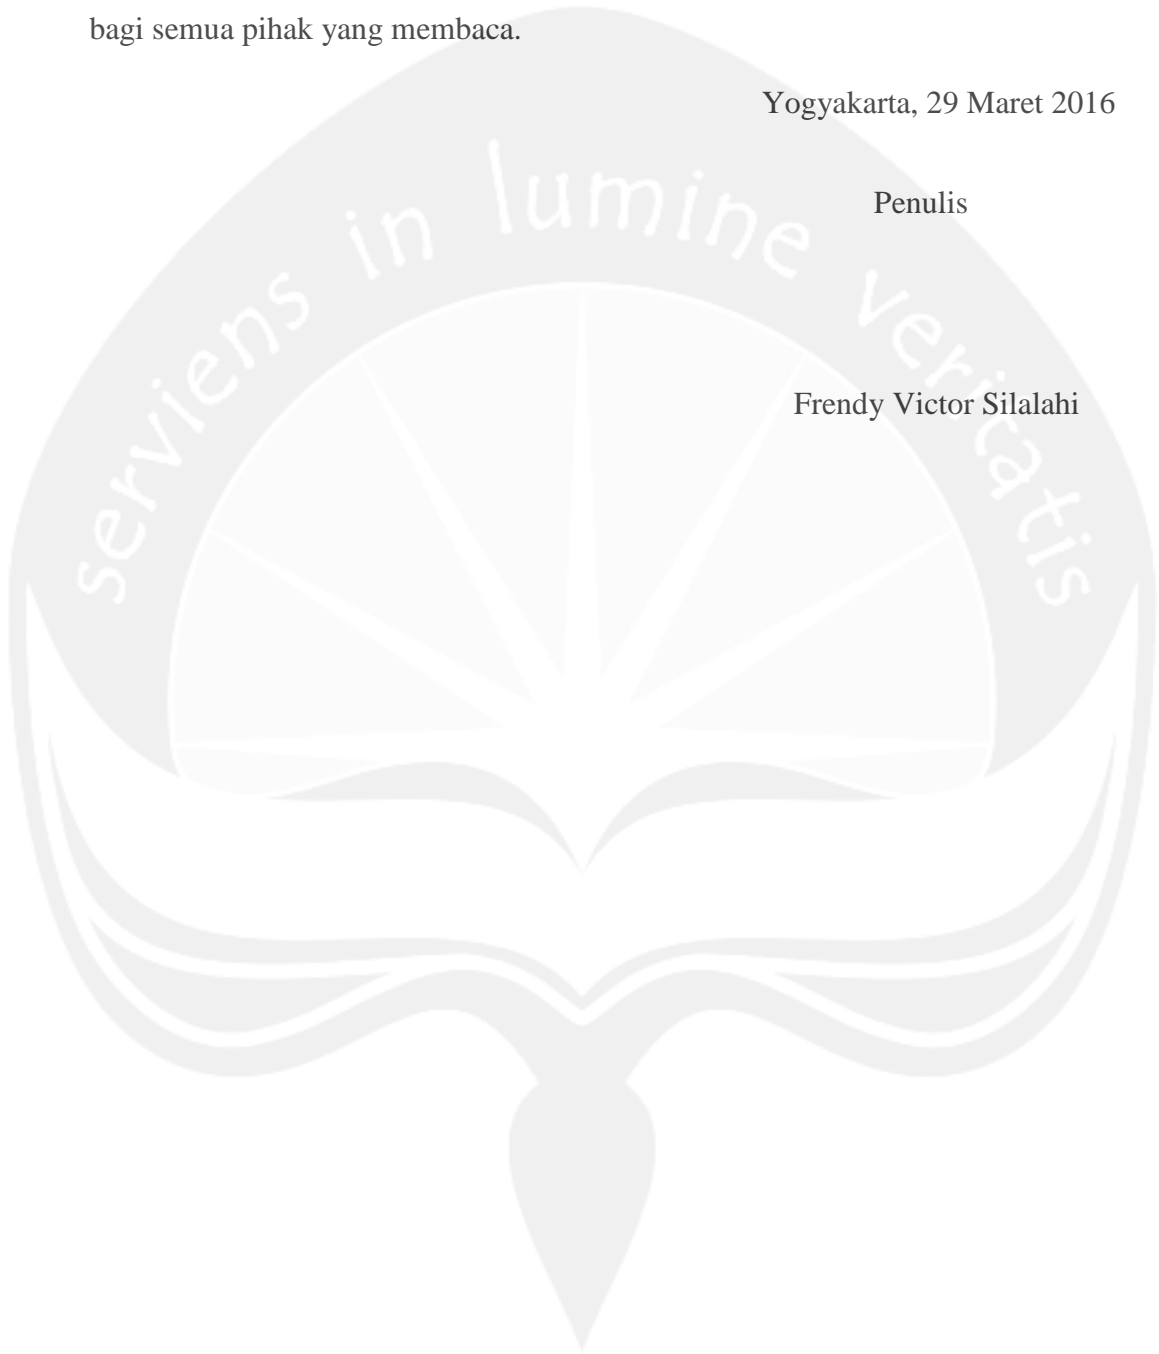 bagi semua pihak yang membaca.
Yogyakarta, 29 Maret 2016
Penulis
serviens in lumine veritatis
Frendy Victor Silalahi